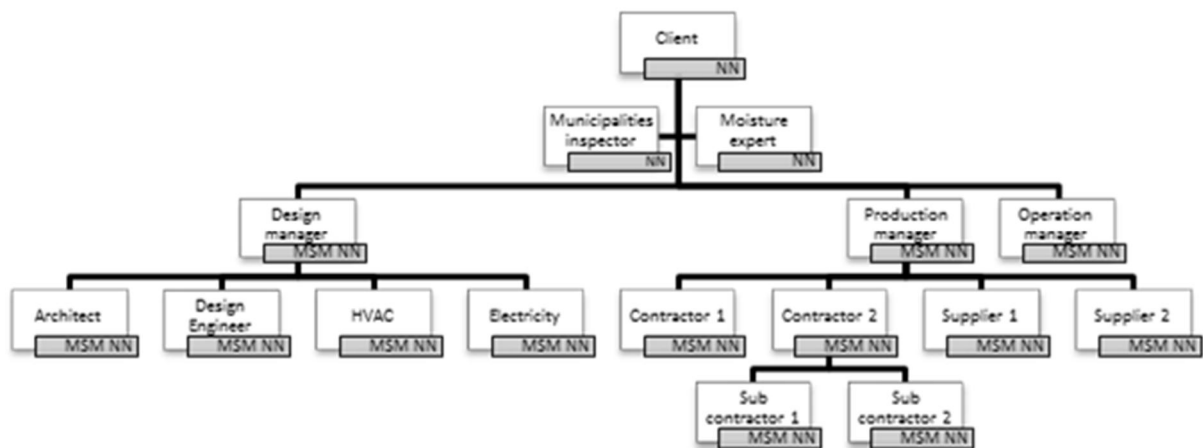 Client
NN
Municipalities
inspector
NN
Moisture
expert
NN
Design
manager
MSM NN
Production
manager
MSM NN
Operation
manager
MSM NN
Architect
MSM NN
Design
Engineer
MSM NN
HVAC
MSM NN
Electricity
MSM NN
Contractor 1
MSM NN
Contractor 2
MSM NN
Supplier 1
MSM NN
Supplier 2
MSM NN
Sub
contractor 1
MSM NN
Sub
contractor 2
MSM NN